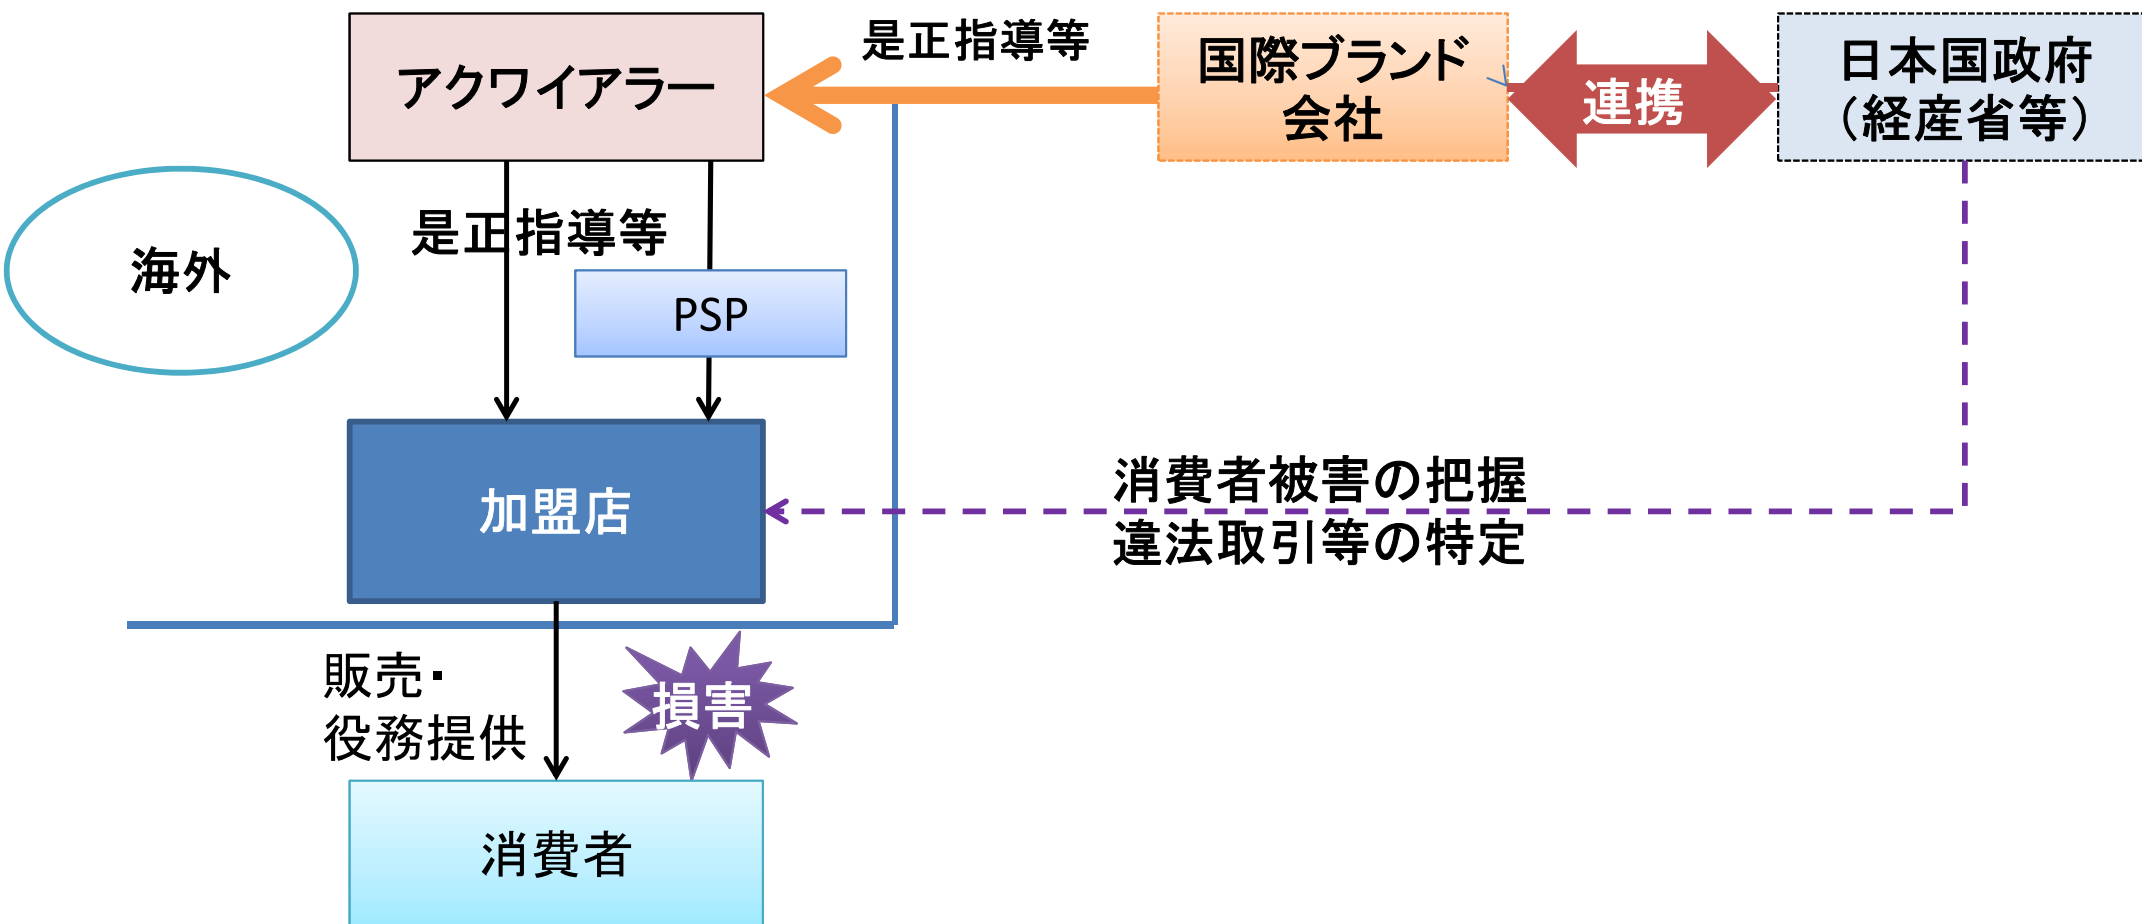 アクワイアラー
是正指導等
国際ブランド
会社
連携
日本国政府
（経産省等）
海外
是正指導等
PSP
加盟店
消費者被害の把握
違法取引等の特定
販売・
役務提供
損害
消費者